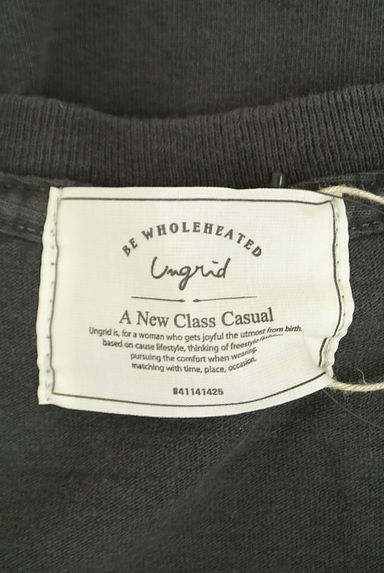 BE WHOLEHEATED
Ungrid
A New Class Casual
Ungrid is, for a woman who gets joyful the utmost from birth.
based on cause lifestyle, thinking of freestyle
pursuing the comfort when wearing,
matching with time, place, occasion.
#41141425